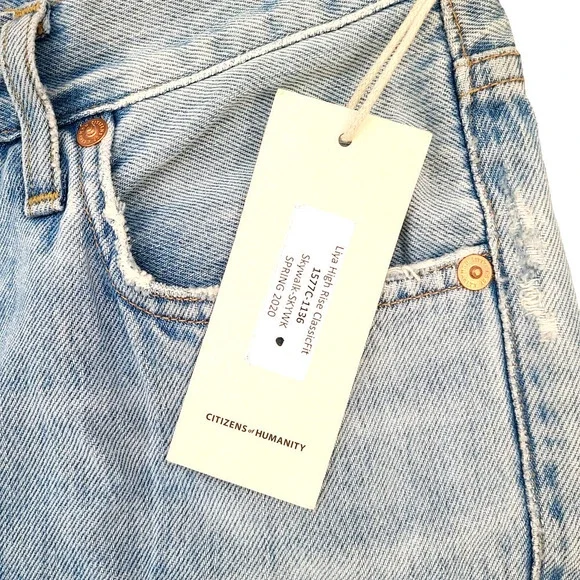 Liya High Rise ClassicFit
1577C-1136
Skywalk-SKYWK
SPRING 2020
CITIZENS of HUMANITY